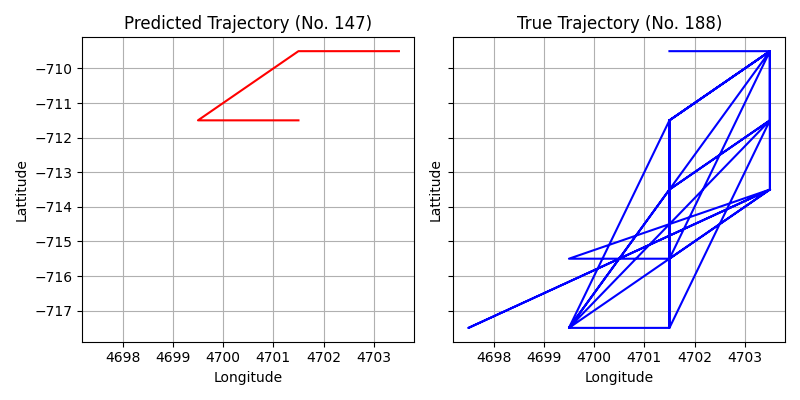 Predicted Trajectory (No. 147)
Lattitude
−710
−711
−712
−713
−714
−715
−716
−717
4698 4699 4700 4701 4702 4703
Longitude
True Trajectory (No. 188)
Lattitude
4698 4699 4700 4701 4702 4703
Longitude